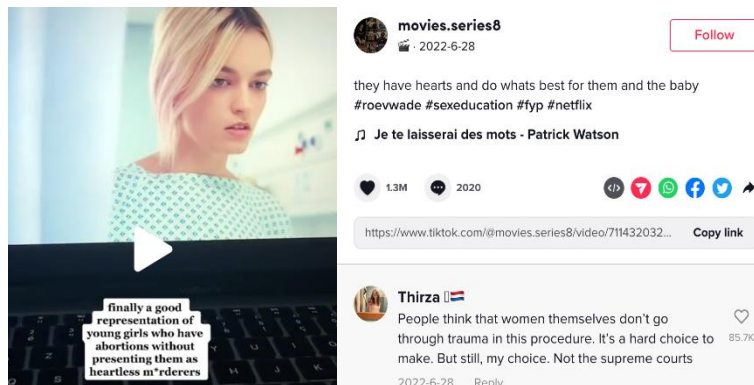 movies.series8
· 2022-6-28
Follow
they have hearts and do whats best for them and the baby
#roevwade #sexeducation #fyp #netflix
Je te laisserai des mots - Patrick Watson
1.3M
2020
https://www.tiktok.com/@movies.series8/video/711432032...
Copy link
finally a good
representation of
young girls who have
abortions without
presenting them as
heartless m*rderers
H J K L
Thirza
People think that women themselves don't go
through trauma in this procedure. It's a hard choice to
make. But still, my choice. Not the supreme courts
85.7K
2022-6-28 Reply